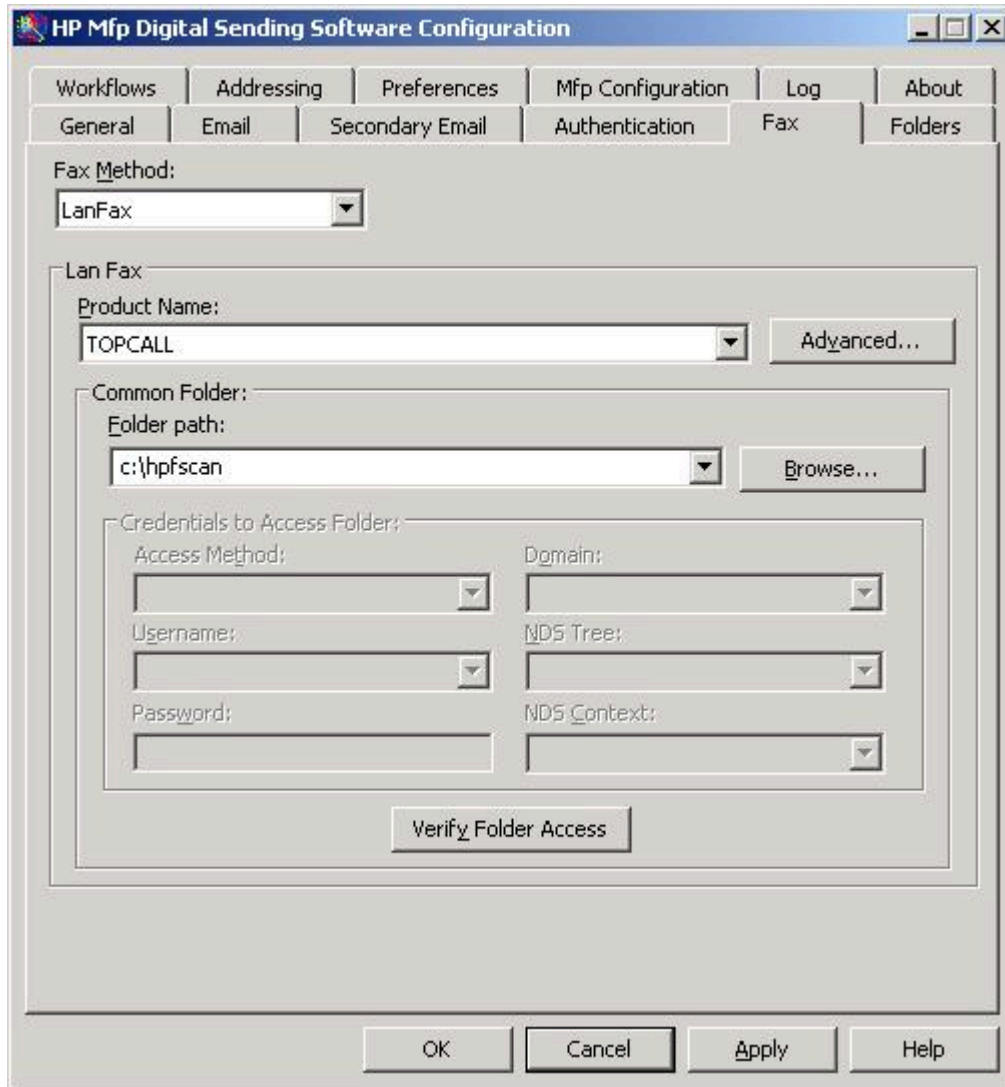 HP Mfp Digital Sending Software Configuration
Workflows Addressing Preferences Mfp Configuration Log About
General Email Secondary Email Authentication Fax Folders
Fax Method:
LanFax
Lan Fax
Product Name:
TOPCALL Advanced...
Common Folder:
Folder path:
c:\hpfscan Browse...
Credentials to Access Folder:
Access Method: Domain:
Username: NDS Tree:
Password: NDS Context:
Verify Folder Access
OK Cancel Apply Help